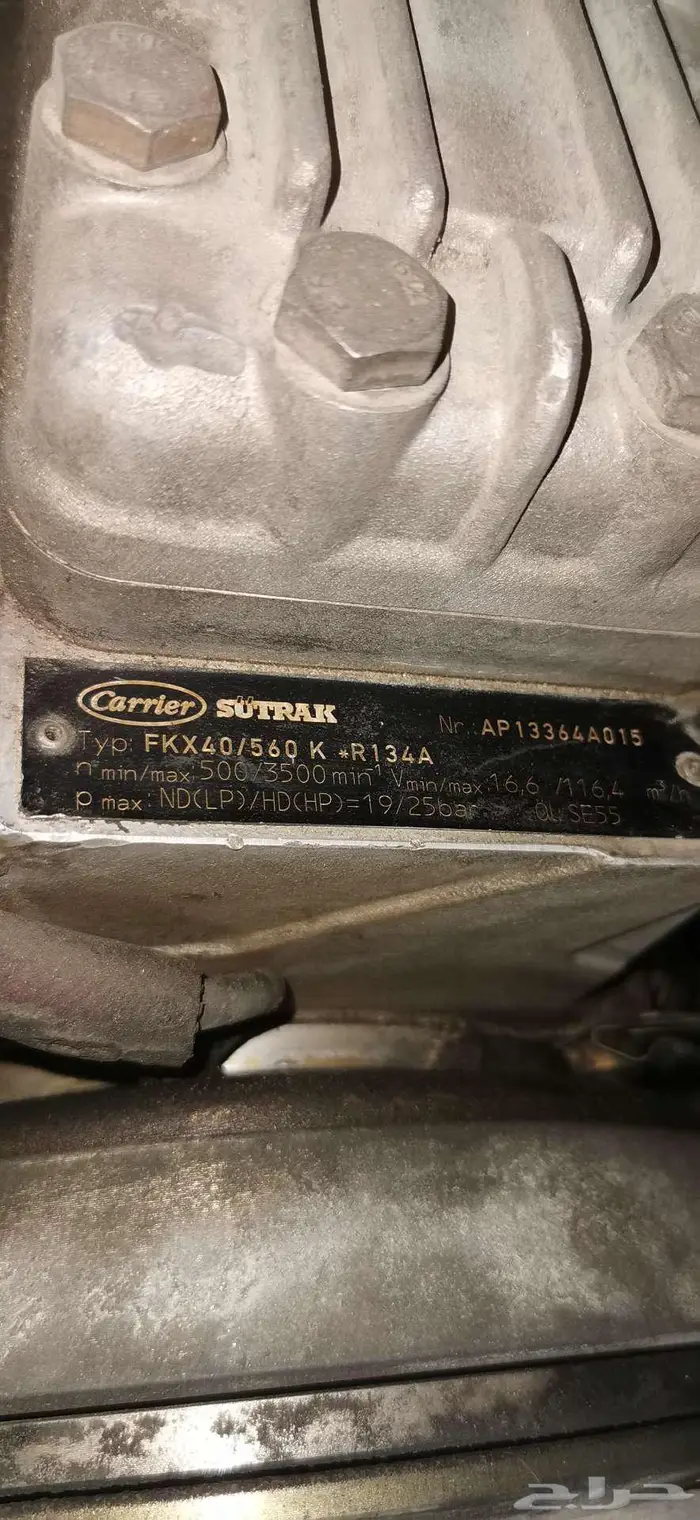 Carrier SÜTRAK Nr. AP13364A015
Typ: FKX40/560 K *R134A
n min/max: 500/3500 min⁻¹ Vmin/max: 16,6 /116,4 m³/h
p max: ND(LP)/HD(HP)=19/25bar ÖL SE55
حراج